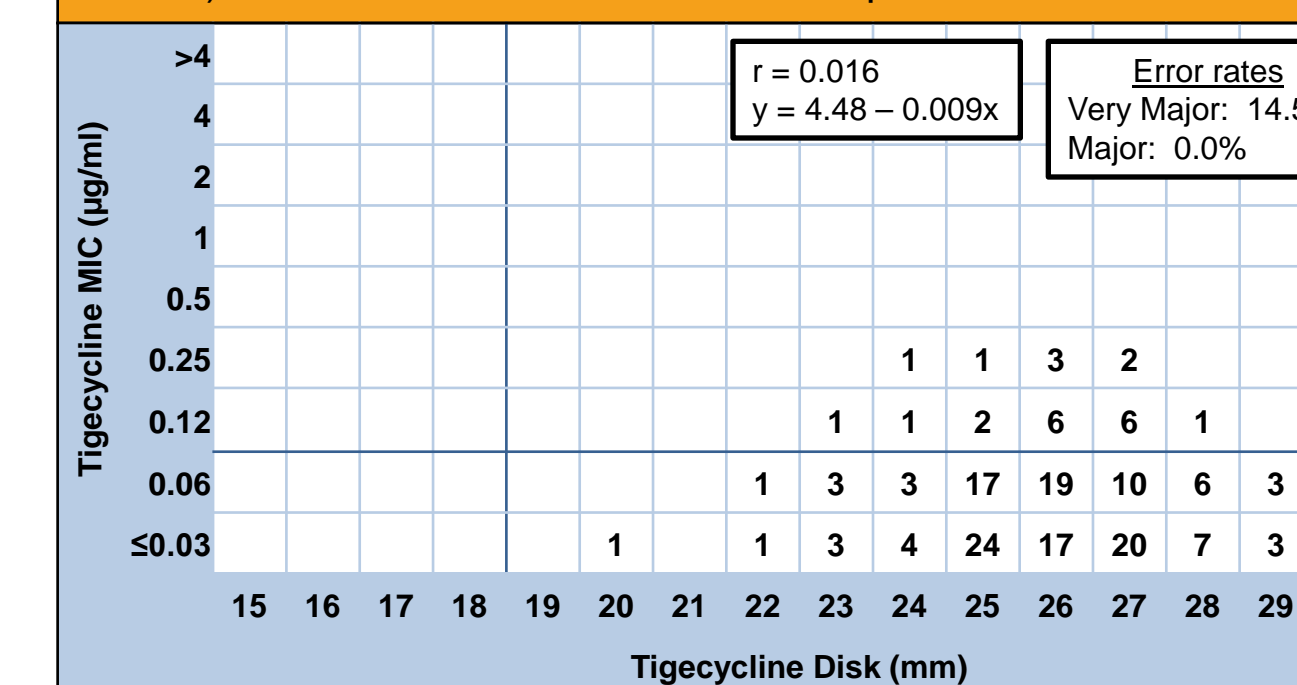 r = 0.016
y = 4.48 – 0.009x
Error rates
Very Major: 14.5
Major: 0.0%
Tigecycline MIC (µg/ml)
>4
4
2
1
0.5
0.25 1 1 3 2
0.12 1 1 2 6 6 1
0.06 1 3 3 17 19 10 6 3
≤0.03 1 1 3 4 24 17 20 7 3
15 16 17 18 19 20 21 22 23 24 25 26 27 28 29
Tigecycline Disk (mm)